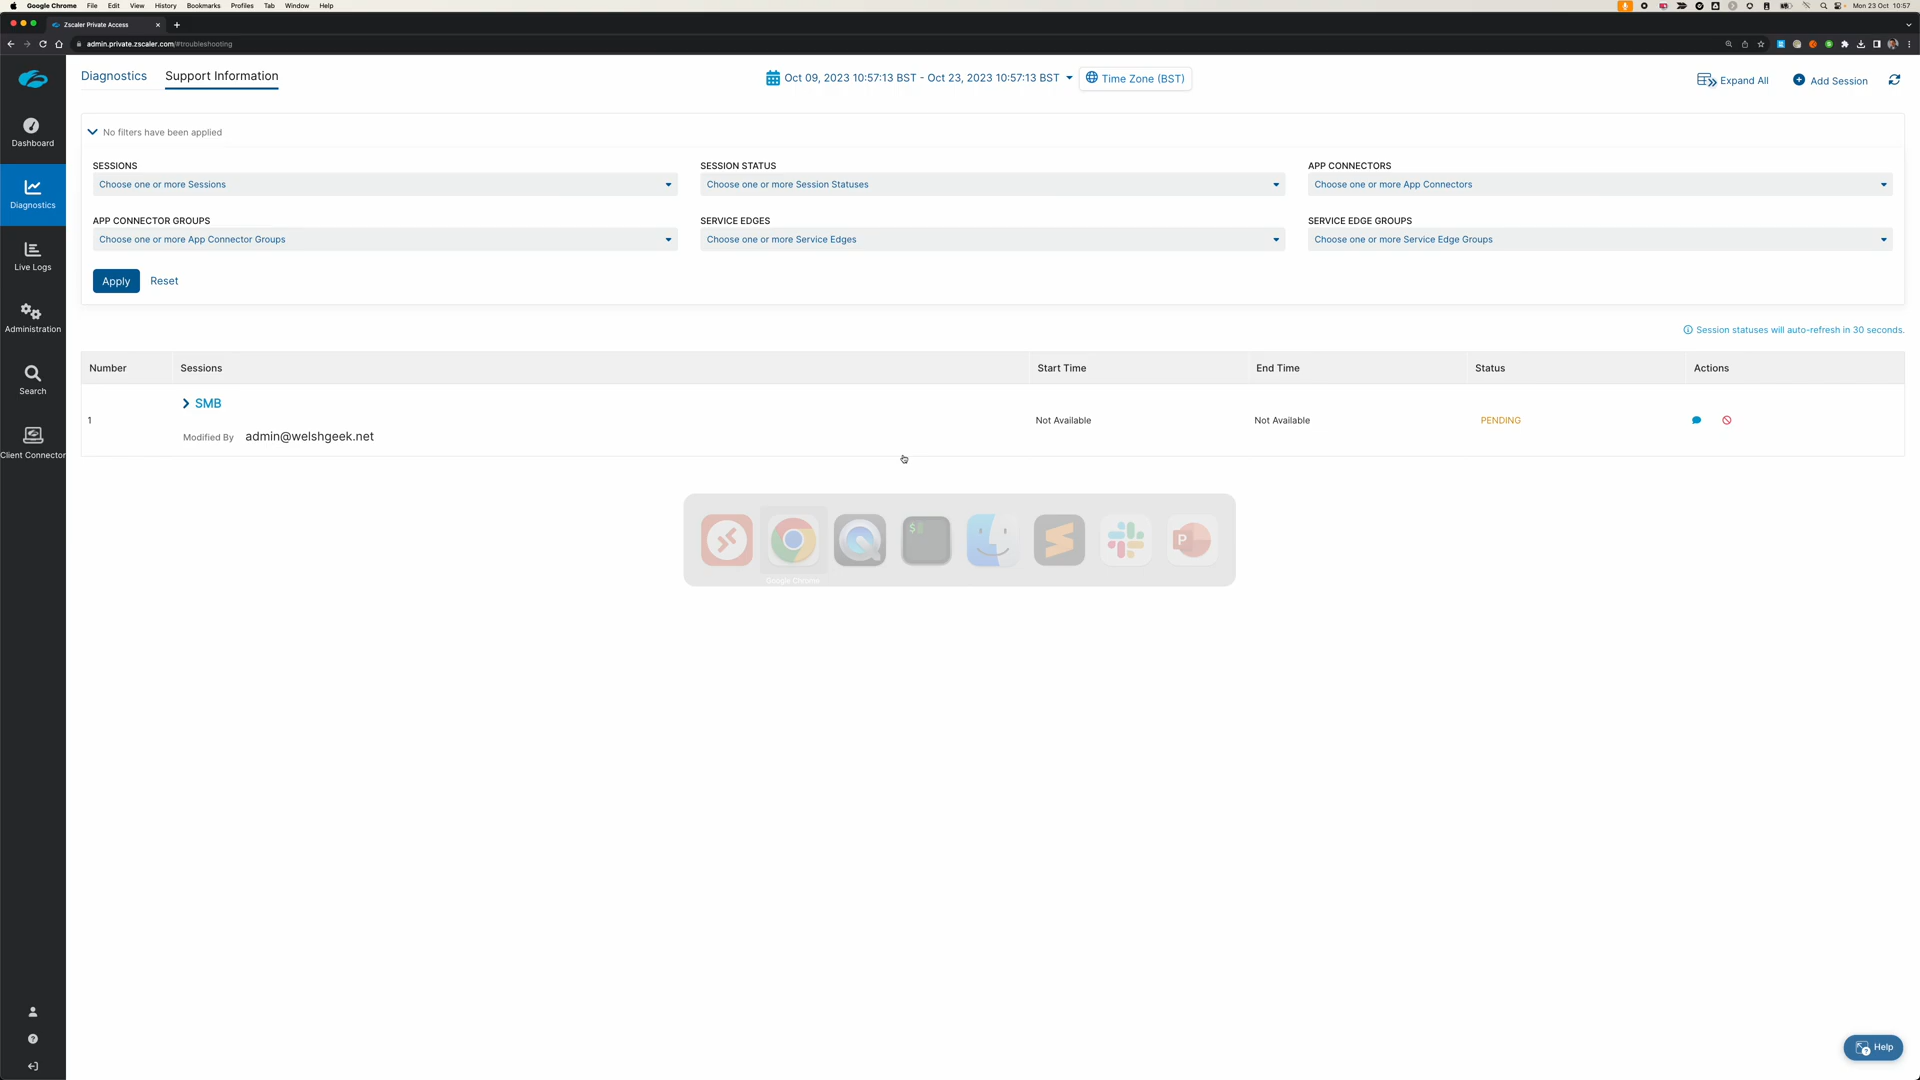 Google Chrome File Edit View History Bookmarks Profiles Tab Window Help Mon 23 Oct 10:57
Zscaler Private Access
admin.private.zscaler.com/#troubleshooting
Diagnostics Support Information Oct 09, 2023 10:57:13 BST - Oct 23, 2023 10:57:13 BST Time Zone (BST) Expand All Add Session
Dashboard
Diagnostics
Live Logs
Administration
Search
Client Connector
No filters have been applied
SESSIONS SESSION STATUS APP CONNECTORS
Choose one or more Sessions Choose one or more Session Statuses Choose one or more App Connectors
APP CONNECTOR GROUPS SERVICE EDGES SERVICE EDGE GROUPS
Choose one or more App Connector Groups Choose one or more Service Edges Choose one or more Service Edge Groups
Apply Reset
Session statuses will auto-refresh in 30 seconds.
Number Sessions Start Time End Time Status Actions
SMB
1 Not Available Not Available PENDING
Modified By admin@welshgeek.net
$
P
Google Chrome
Help